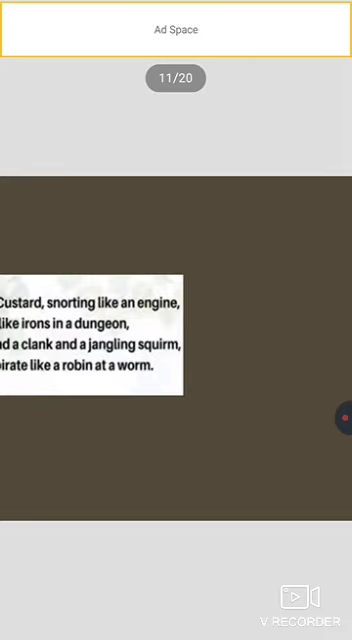 Ad Space
11/20
Custard, snorting like an engine,
like irons in a dungeon,
a clank and a jangling squirm,
like a robin at a worm.
V RECORDER